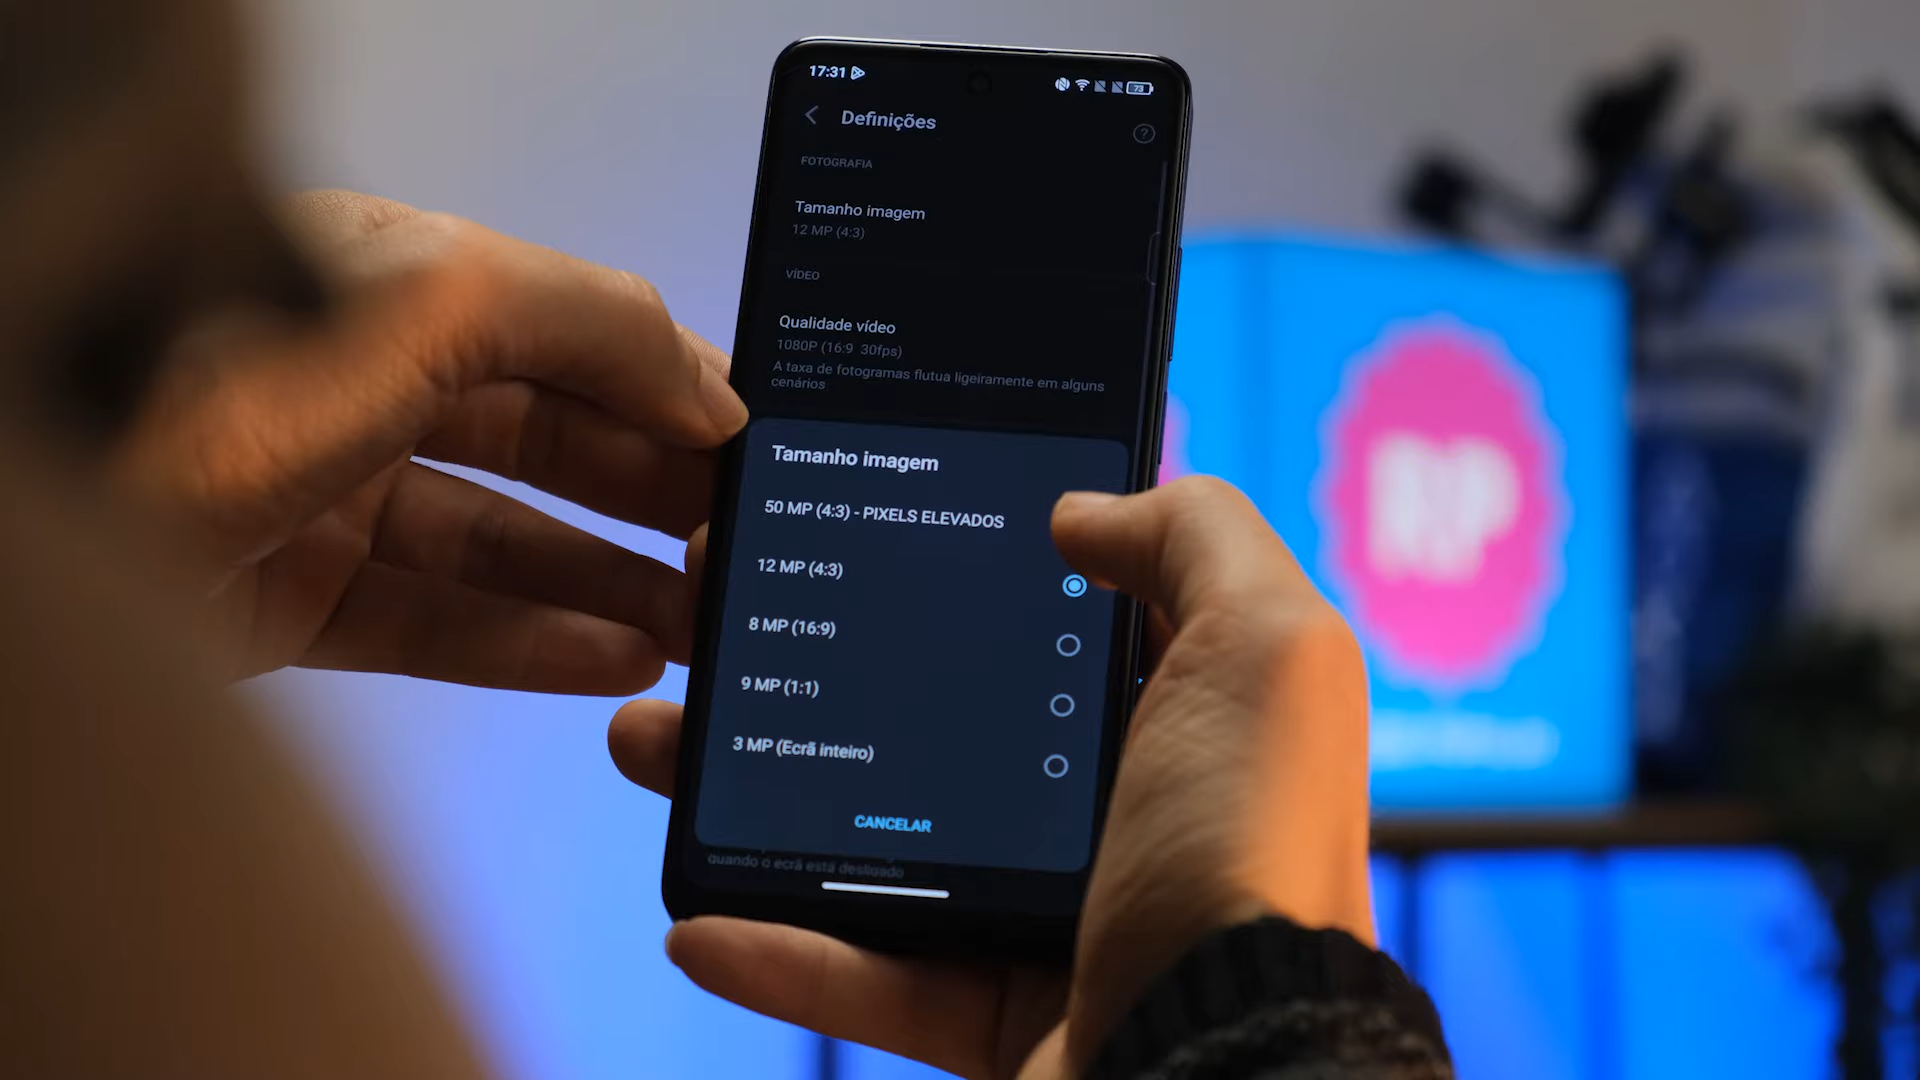 17:31
73
Definições
FOTOGRAFIA
Tamanho imagem
12 MP (4:3)
VÍDEO
Qualidade vídeo
1080P (16:9 30fps)
A taxa de fotogramas flutua ligeiramente em alguns
cenários
Tamanho imagem
50 MP (4:3) - PIXELS ELEVADOS
12 MP (4:3)
8 MP (16:9)
9 MP (1:1)
3 MP (Ecrã inteiro)
CANCELAR
quando o ecrã está desligado